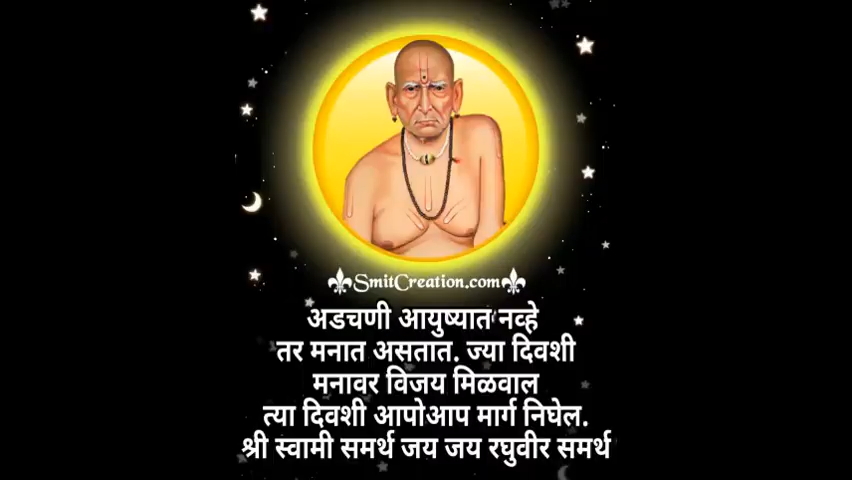 SmitCreation.com
अडचणी आयुष्यात नव्हे
तर मनात असतात. ज्या दिवशी
मनावर विजय मिळवाल
त्या दिवशी आपोआप मार्ग निघेल.
श्री स्वामी समर्थ जय जय रघुवीर समर्थ